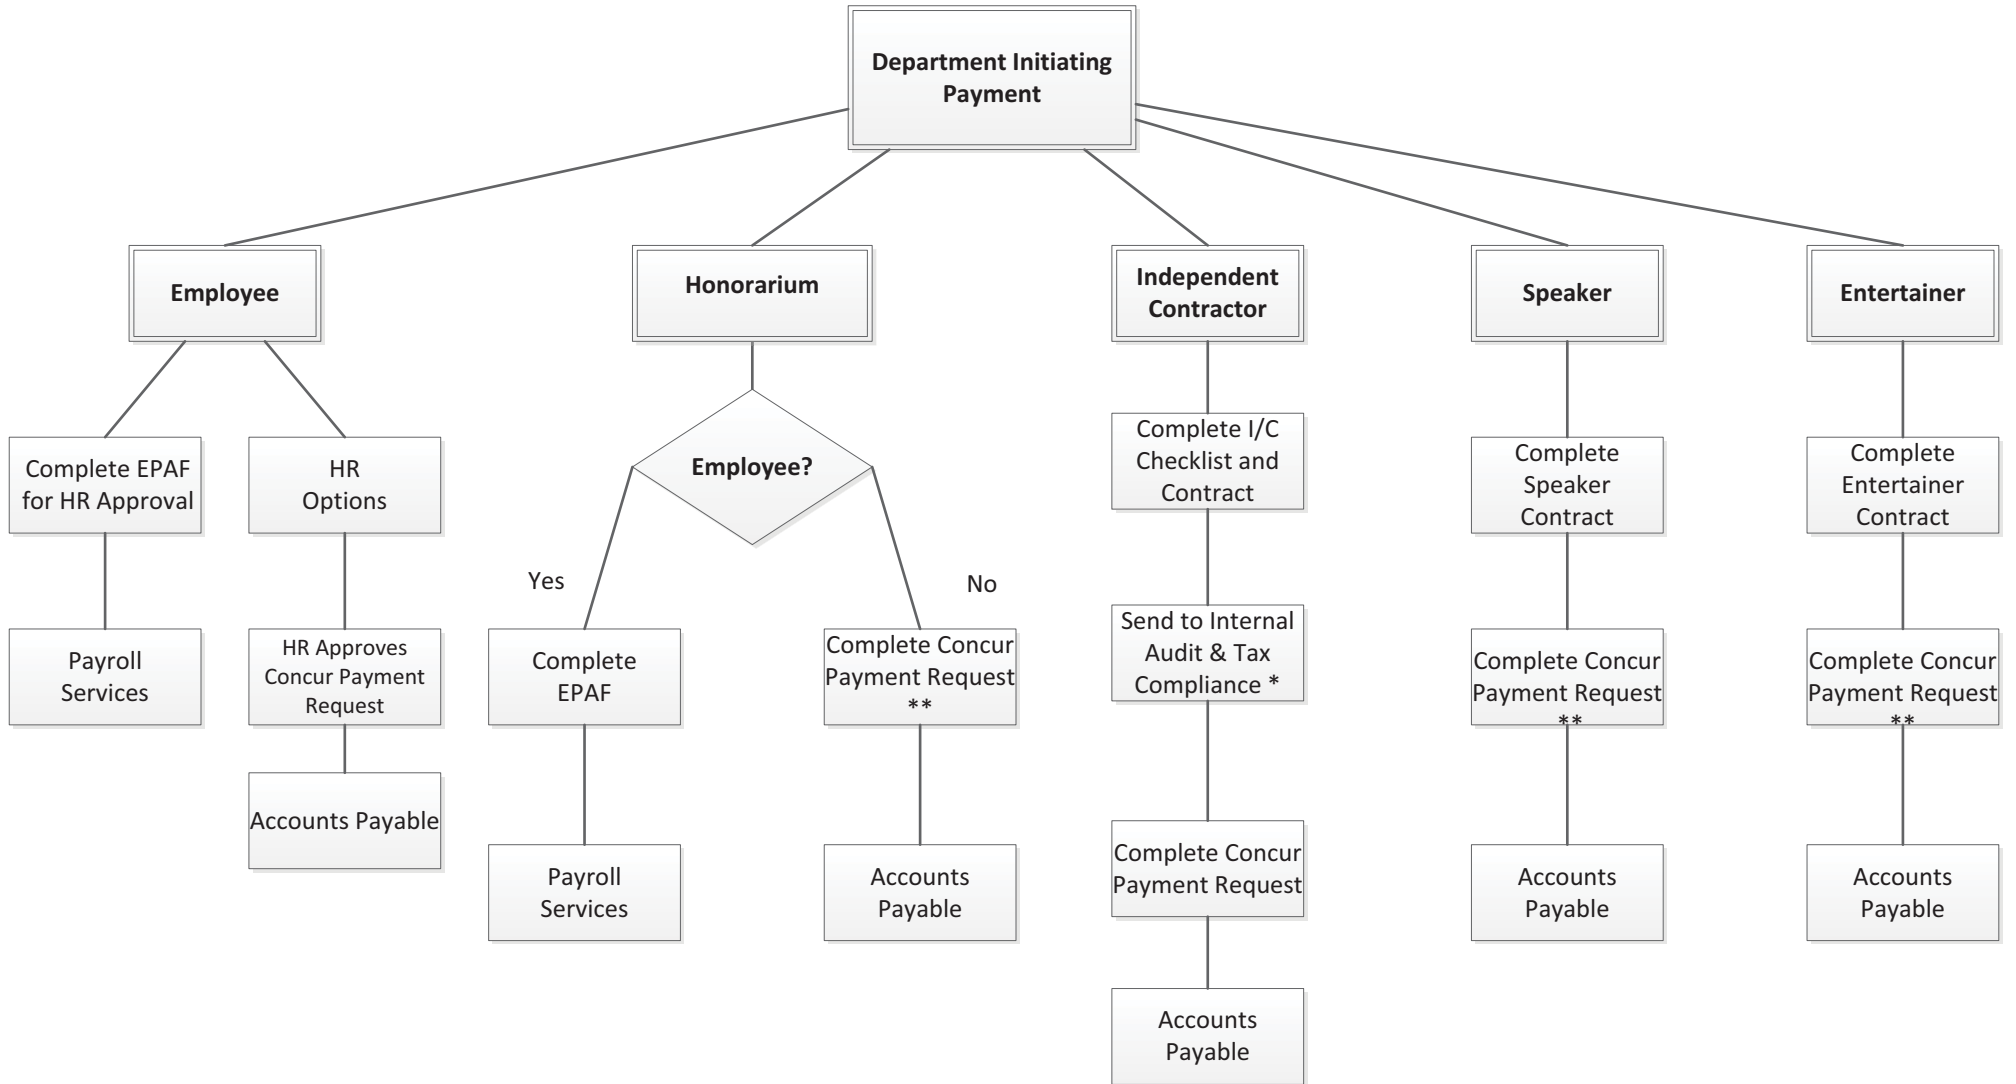 Department Initiating
Payment
Employee
Honorarium
Independent
Contractor
Speaker
Entertainer
Complete EPAF
for HR Approval
HR
Options
Employee?
Complete I/C
Checklist and
Contract
Complete
Speaker
Contract
Complete
Entertainer
Contract
Yes
No
Payroll
Services
HR Approves
Concur Payment
Request
Complete
EPAF
Complete Concur
Payment Request
**
Send to Internal
Audit & Tax
Compliance *
Complete Concur
Payment Request
**
Complete Concur
Payment Request
**
Accounts Payable
Payroll
Services
Accounts
Payable
Complete Concur
Payment Request
Accounts
Payable
Accounts
Payable
Accounts
Payable